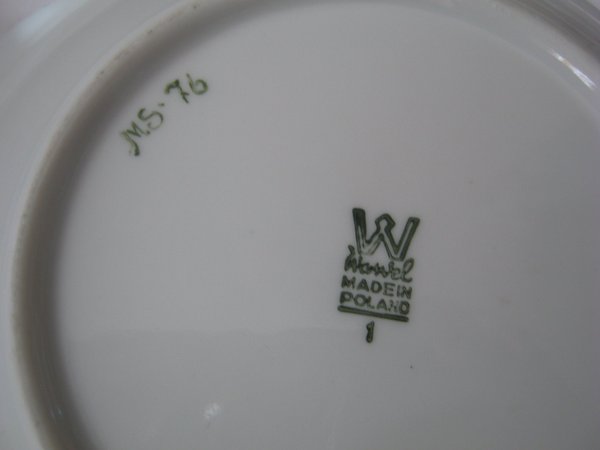 M.S. 76
W
Wawel
MADE IN
POLAND
1